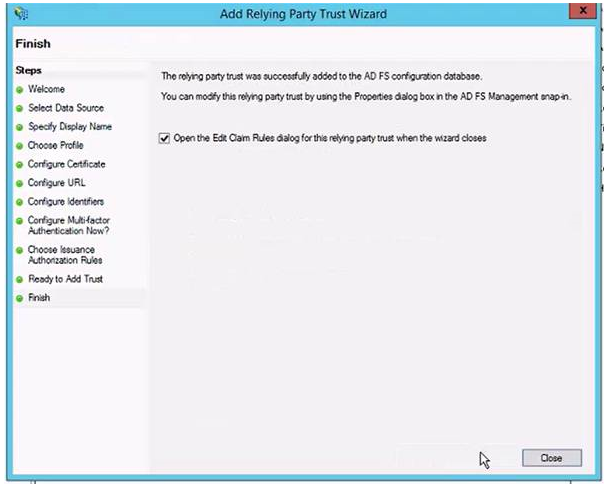 Add Relying Party Trust Wizard
x
Finish
Steps
Welcome
Select Data Source
Specify Display Name
Choose Profile
Configure Certificate
Configure URL
Configure Identifiers
Configure Multi-factor
Authentication Now?
Choose Issuance
Authorization Rules
Ready to Add Trust
Finish
The relying party trust was successfully added to the AD FS configuration database.
You can modify this relying party trust by using the Properties dialog box in the AD FS Management snap-in.
Open the Edit Claim Rules dialog for this relying party trust when the wizard closes
Close